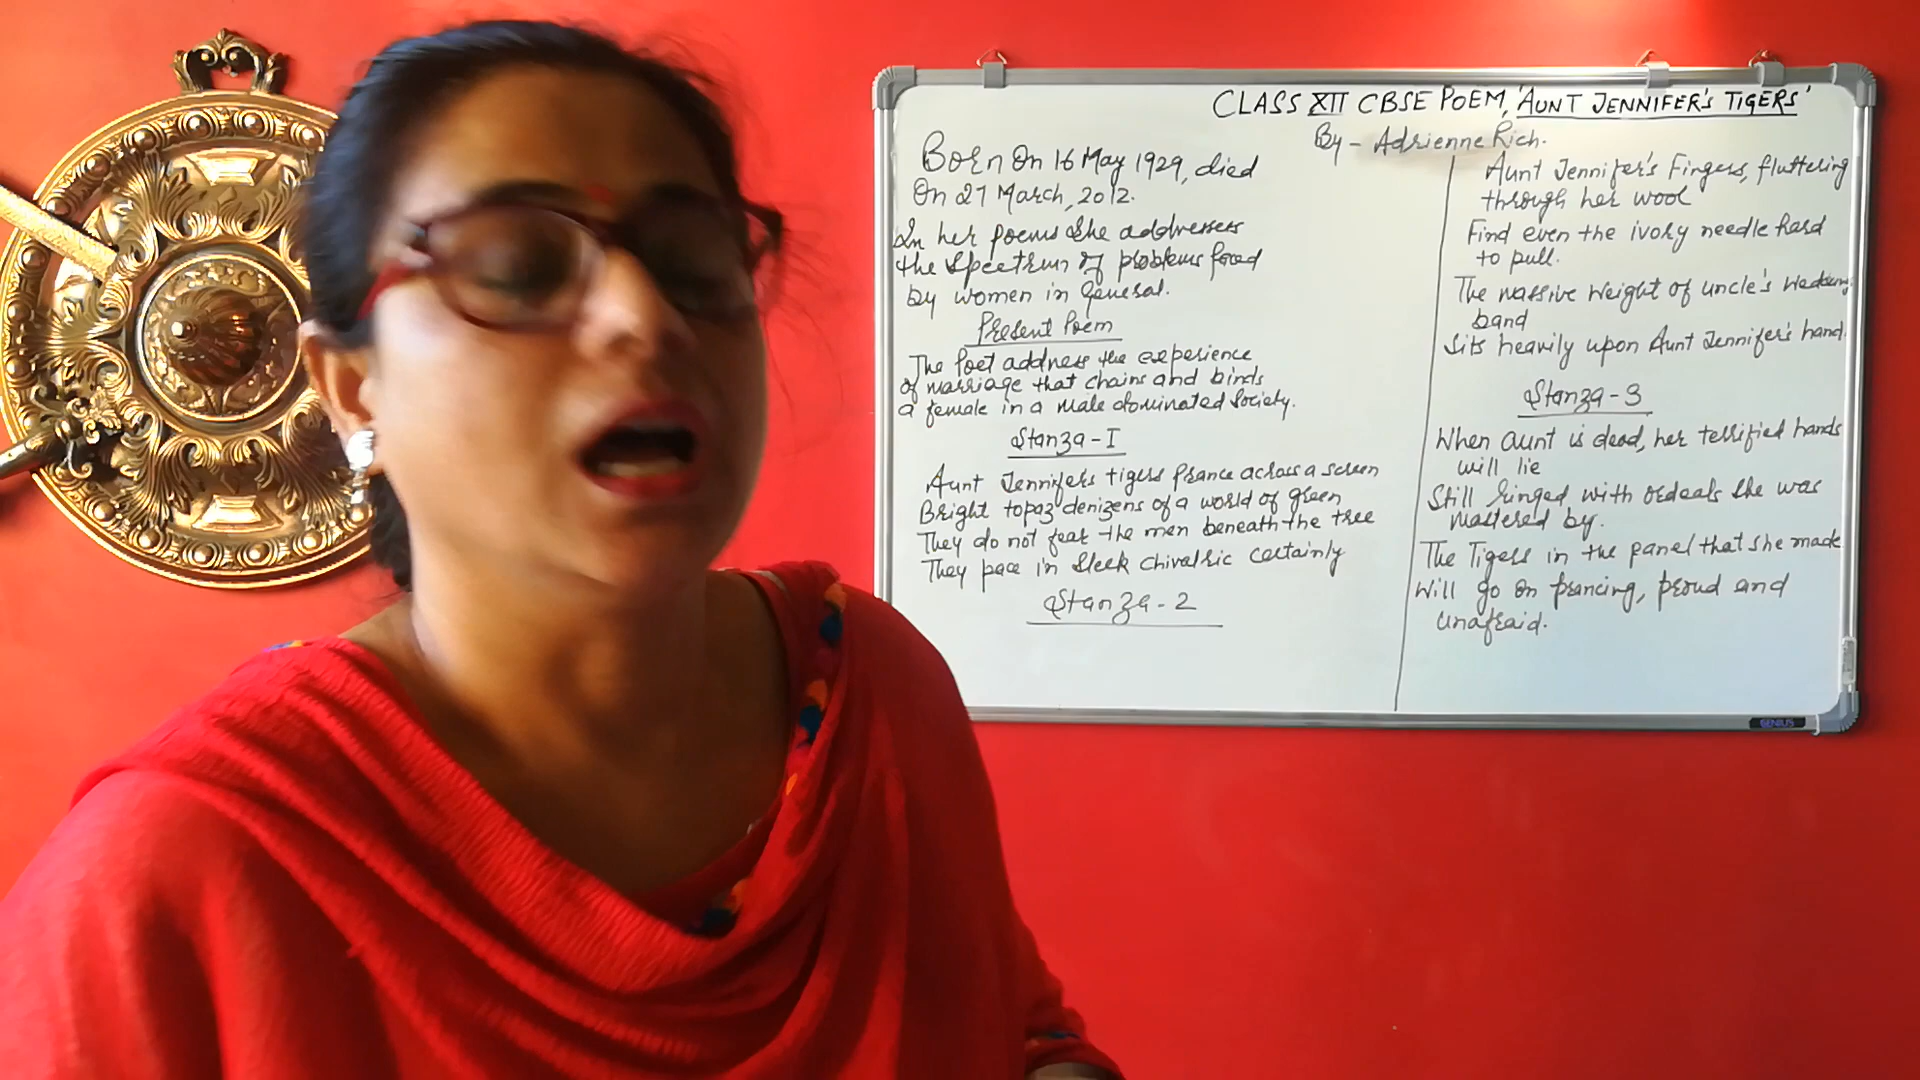 CLASS XII CBSE POEM, 'AUNT JENNIFER'S TIGERS'
By - Adrienne Rich.
Born On 16 May 1929, died
On 27 March, 2012.
In her poems She addresses
the Spectrum of problems faced
by women in general.
Present Poem
The Poet address the experience
of marriage that chains and binds
a female in a male dominated Society.
Stanza - I
Aunt Jennifer's tigers prance across a screen
Bright topaz denizens of a world of green
They do not fear the men beneath the tree
They pace in Sleek chivalric certainly
Stanza - 2
Aunt Jennifer's Fingers, fluttering
through her wool
Find even the ivory needle hard
to pull.
The massive weight of uncle's wedding
band
Sits heavily upon Aunt Jennifer's hand.
Stanza - 3
When aunt is dead, her terrified hands
will lie
Still ringed with ordeals She was
mastered by.
The Tigers in the panel that she made
Will go on prancing, proud and
unafraid.
GENIUS